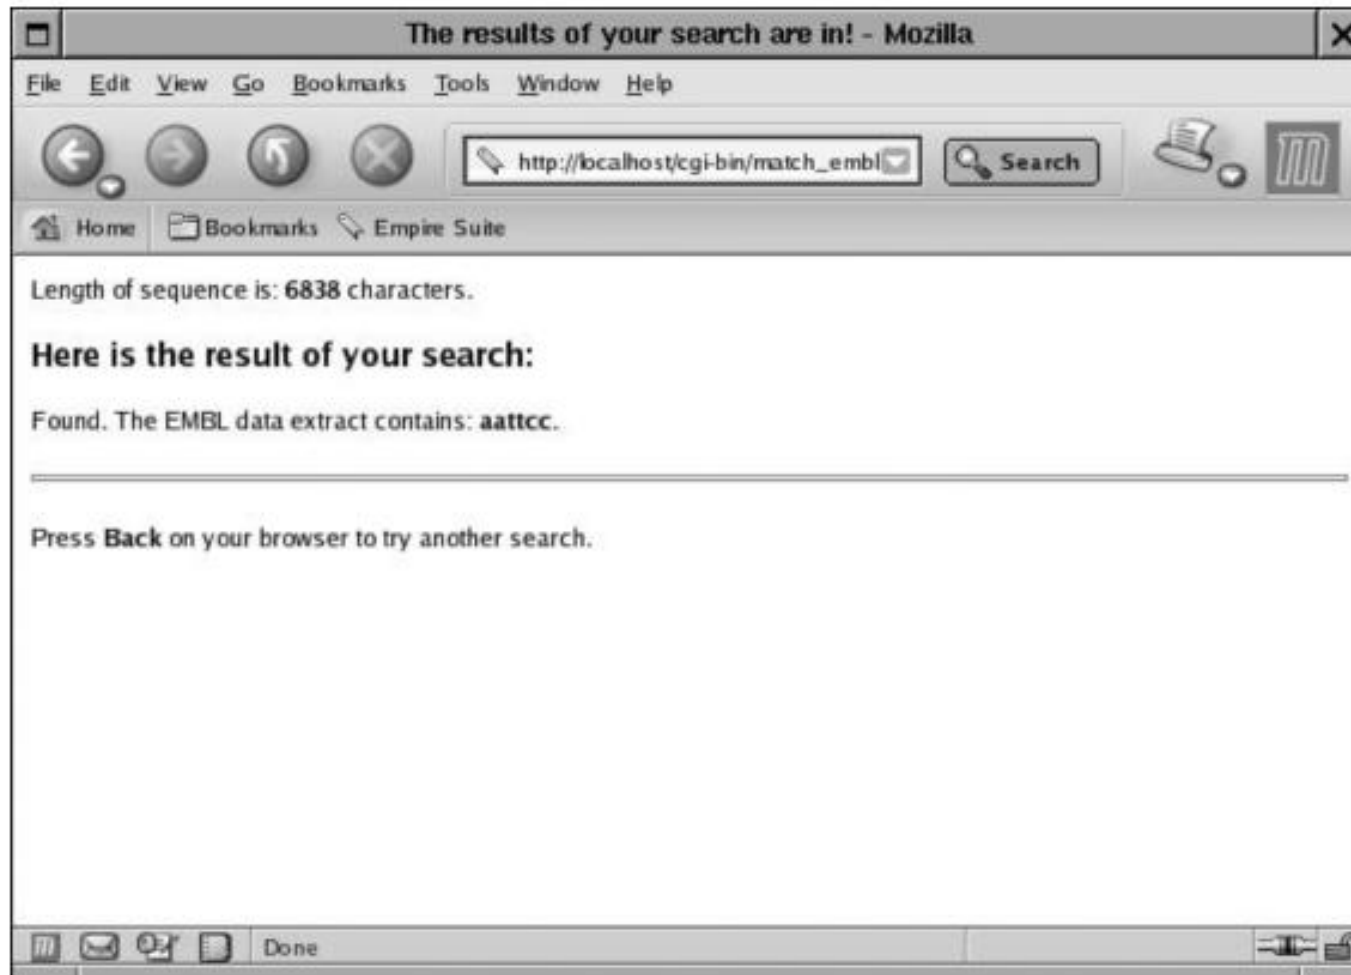 The results of your search are in! - Mozilla
File Edit View Go Bookmarks Tools Window Help
http://localhost/cgi-bin/match_embl Search
Home Bookmarks Empire Suite
Length of sequence is: 6838 characters.
Here is the result of your search:
Found. The EMBL data extract contains: aattcc.
Press Back on your browser to try another search.
Done